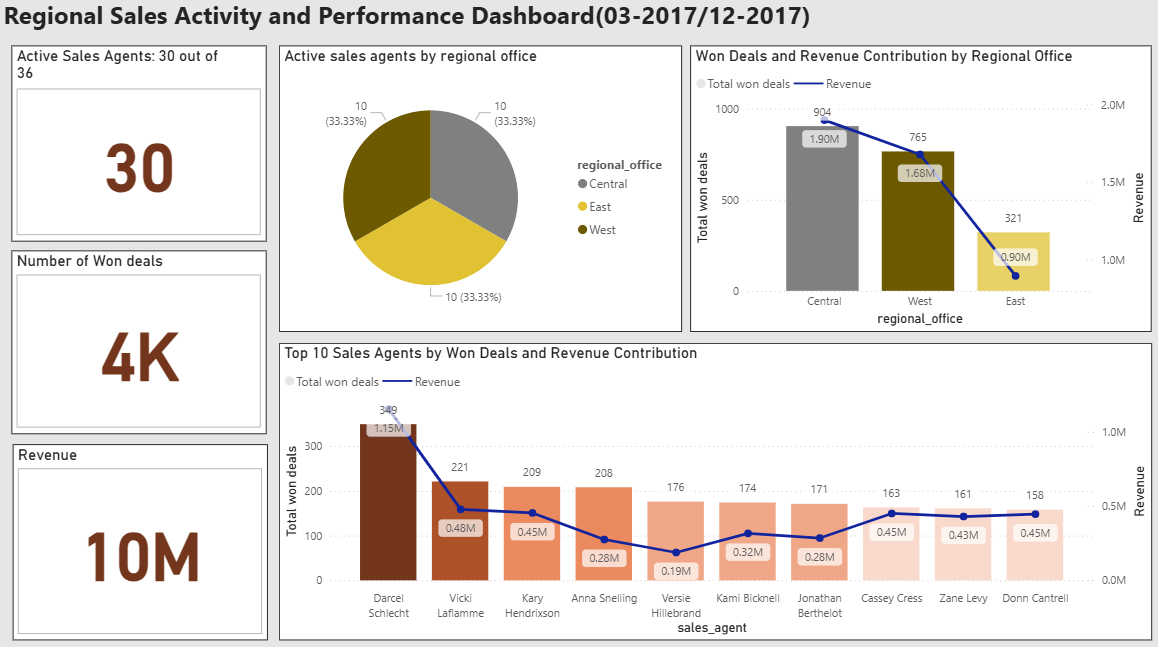 Regional Sales Activity and Performance Dashboard(03-2017/12-2017)
Active Sales Agents: 30 out of
36
30
Number of Won deals
4K
Revenue
10M
Active sales agents by regional office
10
(33.33%)
10
(33.33%)
10 (33.33%)
regional_office
Central
East
West
Won Deals and Revenue Contribution by Regional Office
Total won deals Revenue
Total won deals
1000
500
0
904
1.90M
765
1.68M
321
0.90M
2.0M
1.5M
1.0M
Revenue
Central West East
regional_office
Top 10 Sales Agents by Won Deals and Revenue Contribution
Total won deals Revenue
Total won deals
300
200
100
0
349
1.15M
221
0.48M
209
0.45M
208
0.28M
176
0.19M
174
0.32M
171
0.28M
163
0.45M
161
0.43M
158
0.45M
1.0M
0.5M
0.0M
Revenue
Darcel
Schlecht
Vicki
Laflamme
Kary
Hendrixson
Anna Snelling
Versie
Hillebrand
Kami Bicknell
Jonathan
Berthelot
Cassey Cress
Zane Levy
Donn Cantrell
sales_agent